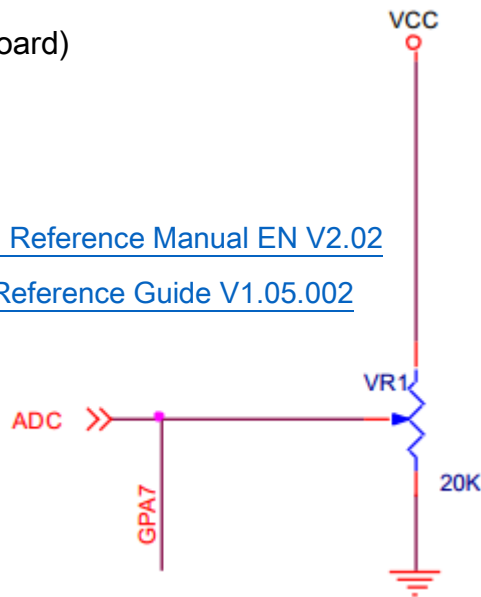 VCC
oard)
Reference Manual EN V2.02
Reference Guide V1.05.002
VR1
ADC
20K
GPA7